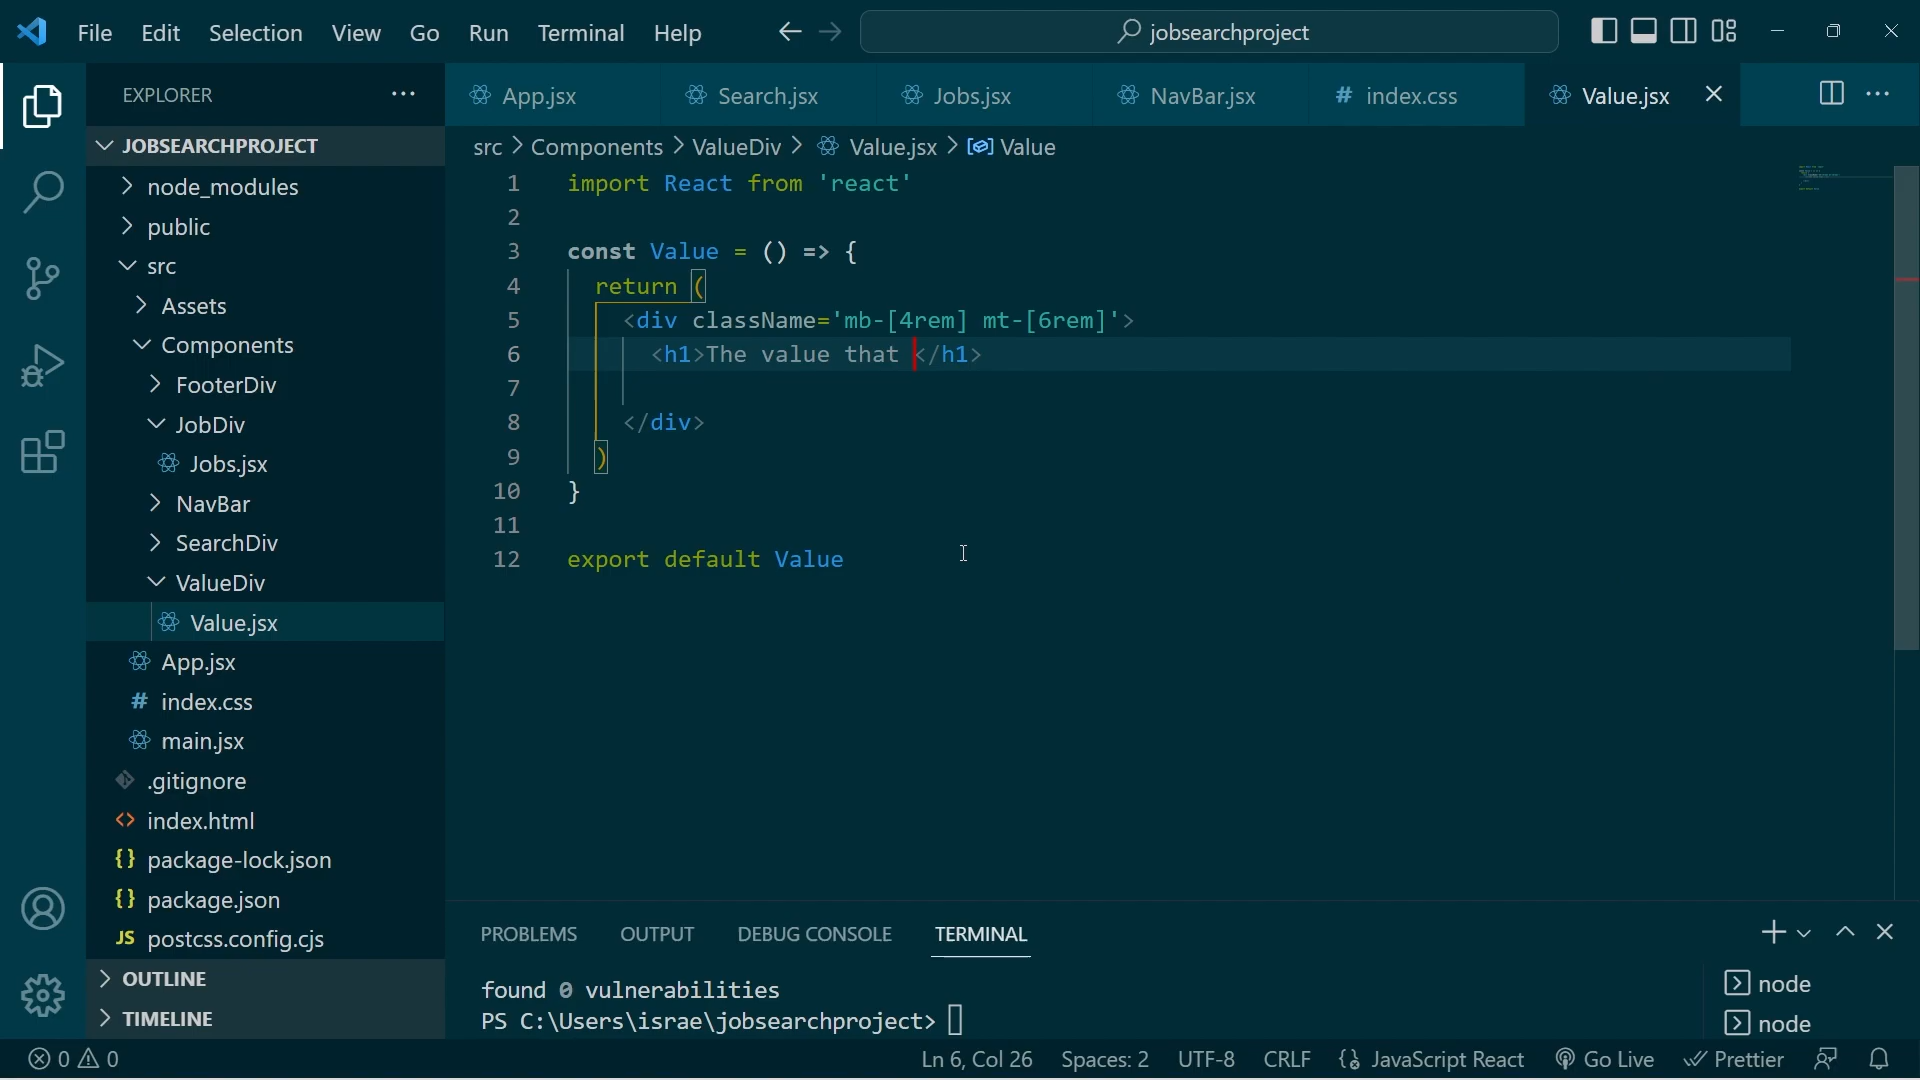 File Edit Selection View Go Run Terminal Help
jobsearchproject
EXPLORER
App.jsx
Search.jsx
Jobs.jsx
NavBar.jsx
# index.css
Value.jsx
JOBSEARCHPROJECT
node_modules
public
src
Assets
Components
FooterDiv
JobDiv
Jobs.jsx
NavBar
SearchDiv
ValueDiv
Value.jsx
App.jsx
# index.css
main.jsx
.gitignore
<> index.html
{} package-lock.json
{} package.json
JS postcss.config.cjs
OUTLINE
TIMELINE
src > Components > ValueDiv > Value.jsx > Value
1 import React from 'react'
2
3 const Value = () => {
4 return (
5 <div className='mb-[4rem] mt-[6rem]'>
6 <h1>The value that </h1>
7
8 </div>
9 )
10 }
11
12 export default Value
PROBLEMS OUTPUT DEBUG CONSOLE TERMINAL
found 0 vulnerabilities
PS C:\Users\israe\jobsearchproject>
node
node
0 0
Ln 6, Col 26 Spaces: 2 UTF-8 CRLF JavaScript React Go Live Prettier